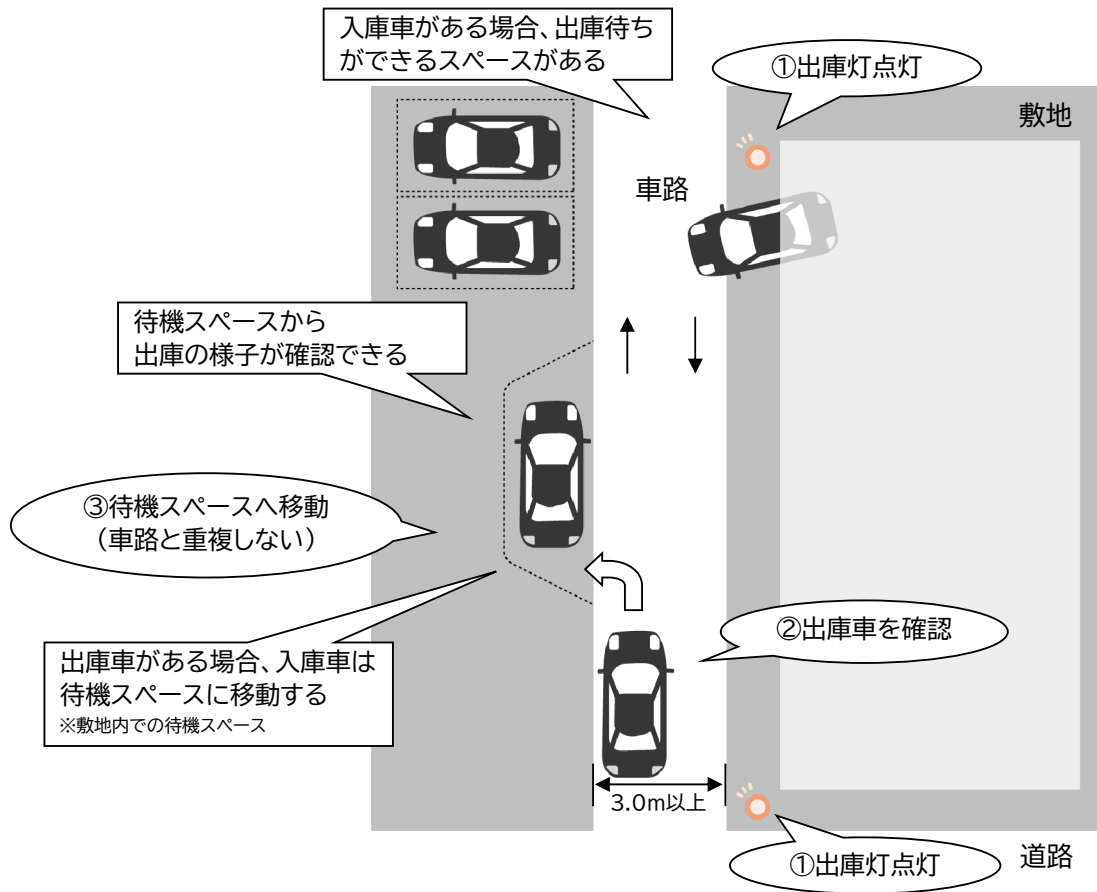 入庫車がある場合、出庫待ち
ができるスペースがある
①出庫灯点灯
敷地
車路
待機スペースから
出庫の様子が確認できる
③待機スペースへ移動
（車路と重複しない）
②出庫車を確認
出庫車がある場合、入庫車は
待機スペースに移動する
※敷地内での待機スペース
3.0m以上
①出庫灯点灯
道路